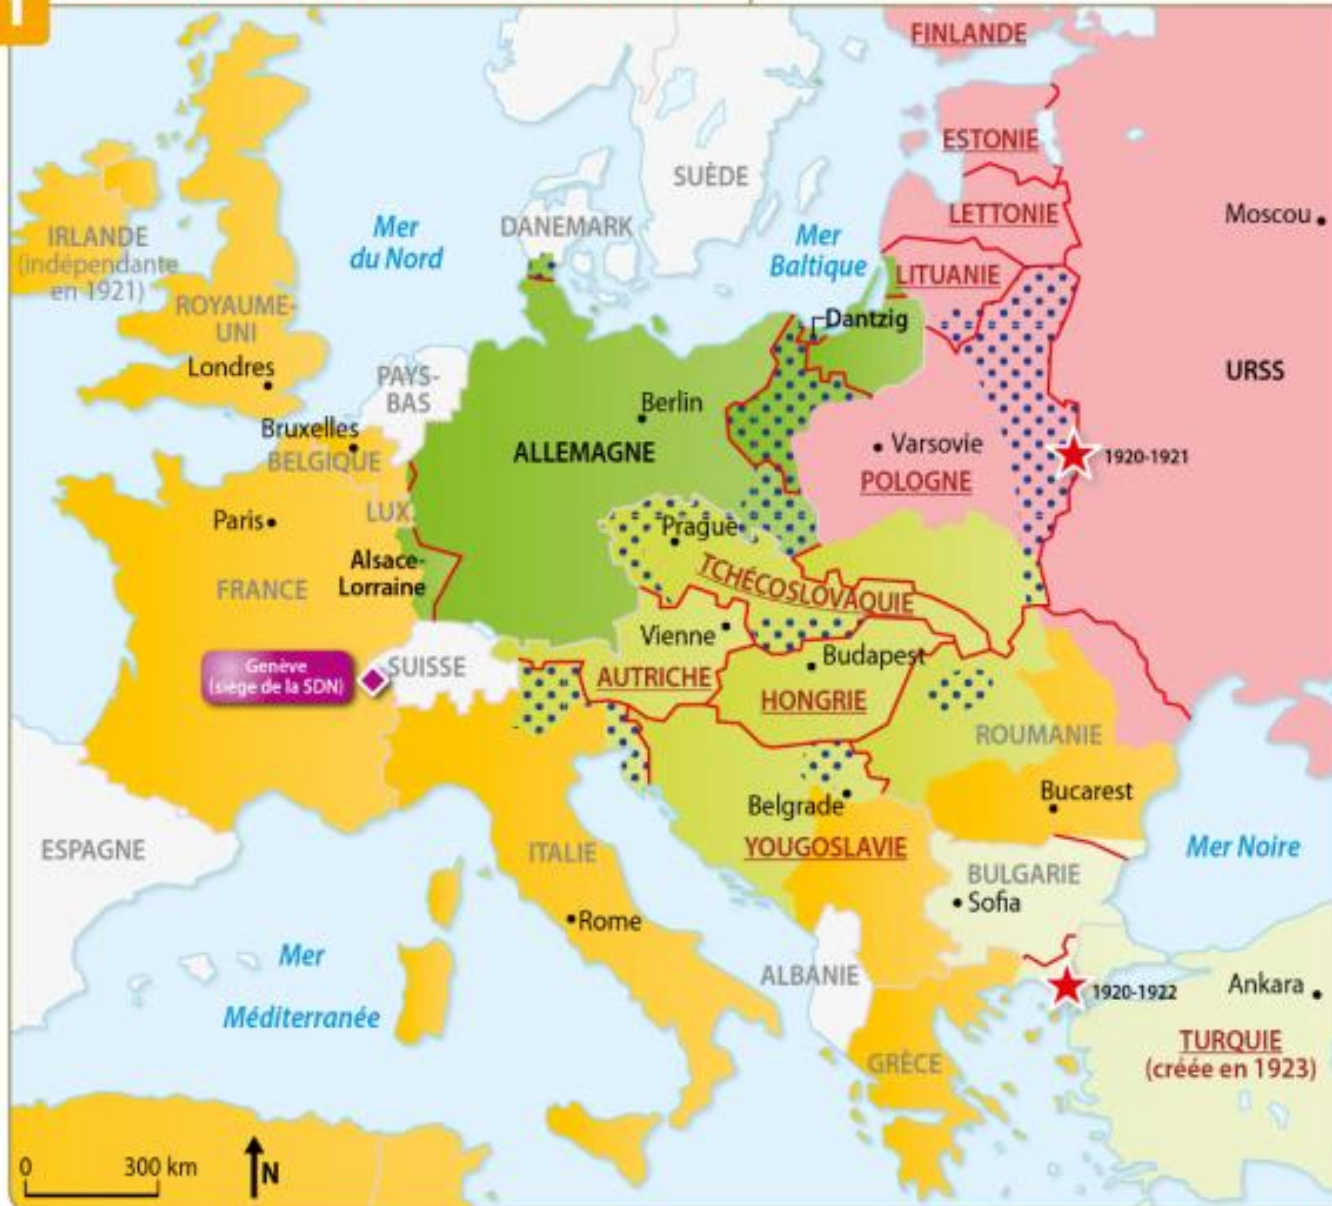 1
FINLANDE
ESTONIE
SUÈDE
LETTONIE
Moscou
Mer
du Nord
DANEMARK
Mer
Baltique
IRLANDE
(indépendante
en 1921)
LITUANIE
ROYAUME-
UNI
Dantzig
Londres
PAYS-
BAS
URSS
Berlin
Bruxelles
BELGIQUE
ALLEMAGNE
Varsovie
POLOGNE
1920-1921
Paris
LUX.
Prague
Alsace-
Lorraine
FRANCE
TCHÉCOSLOVAQUIE
Vienne
Budapest
Genève
(siège de la SDN)
SUISSE
AUTRICHE
HONGRIE
ROUMANIE
Belgrade
Bucarest
ESPAGNE
ITALIE
YOUGOSLAVIE
Mer Noire
BULGARIE
Sofia
Rome
Mer
Méditerranée
ALBANIE
1920-1922
Ankara
TURQUIE
(créée en 1923)
GRÈCE
0 300 km
N